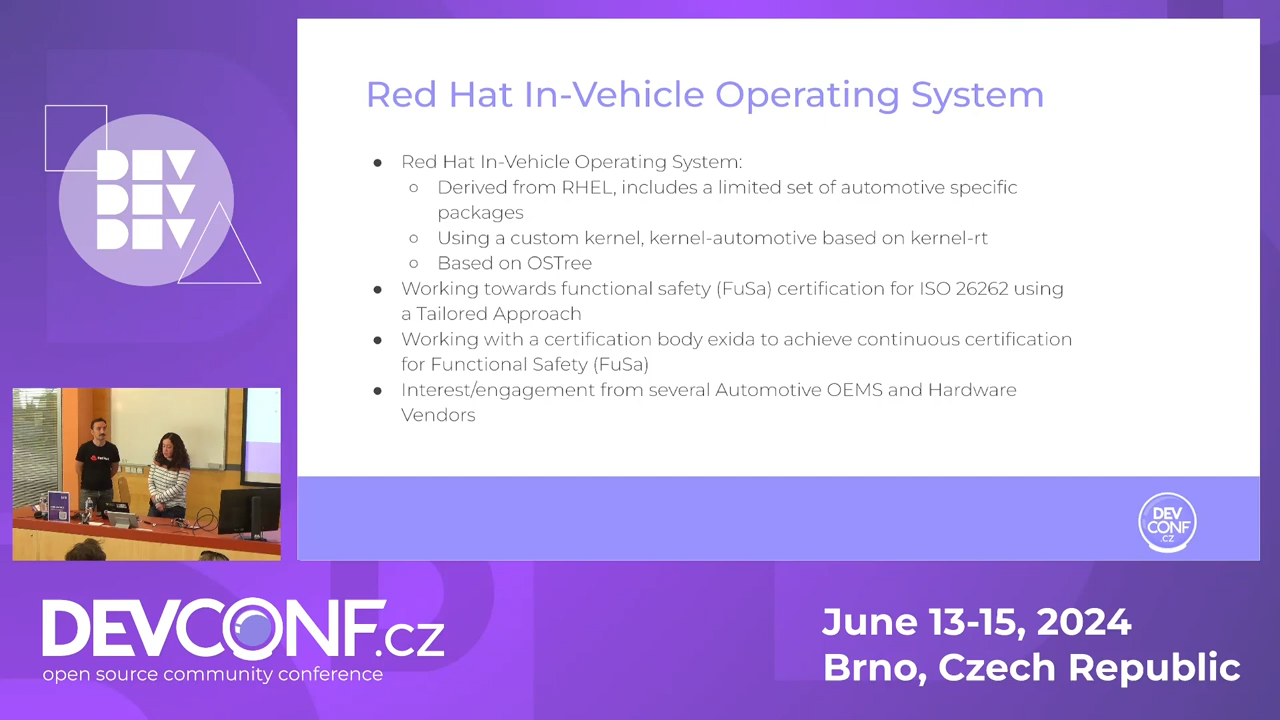 DEV
DEV
DEV
Red Hat In-Vehicle Operating System
● Red Hat In-Vehicle Operating System:
○ Derived from RHEL, includes a limited set of automotive specific
packages
○ Using a custom kernel, kernel-automotive based on kernel-rt
○ Based on OSTree
● Working towards functional safety (FuSa) certification for ISO 26262 using
a Tailored Approach
● Working with a certification body exida to achieve continuous certification
for Functional Safety (FuSa)
● Interest/engagement from several Automotive OEMS and Hardware
Vendors
DEV
CONF
.CZ
DEVCONF.cz
open source community conference
June 13-15, 2024
Brno, Czech Republic